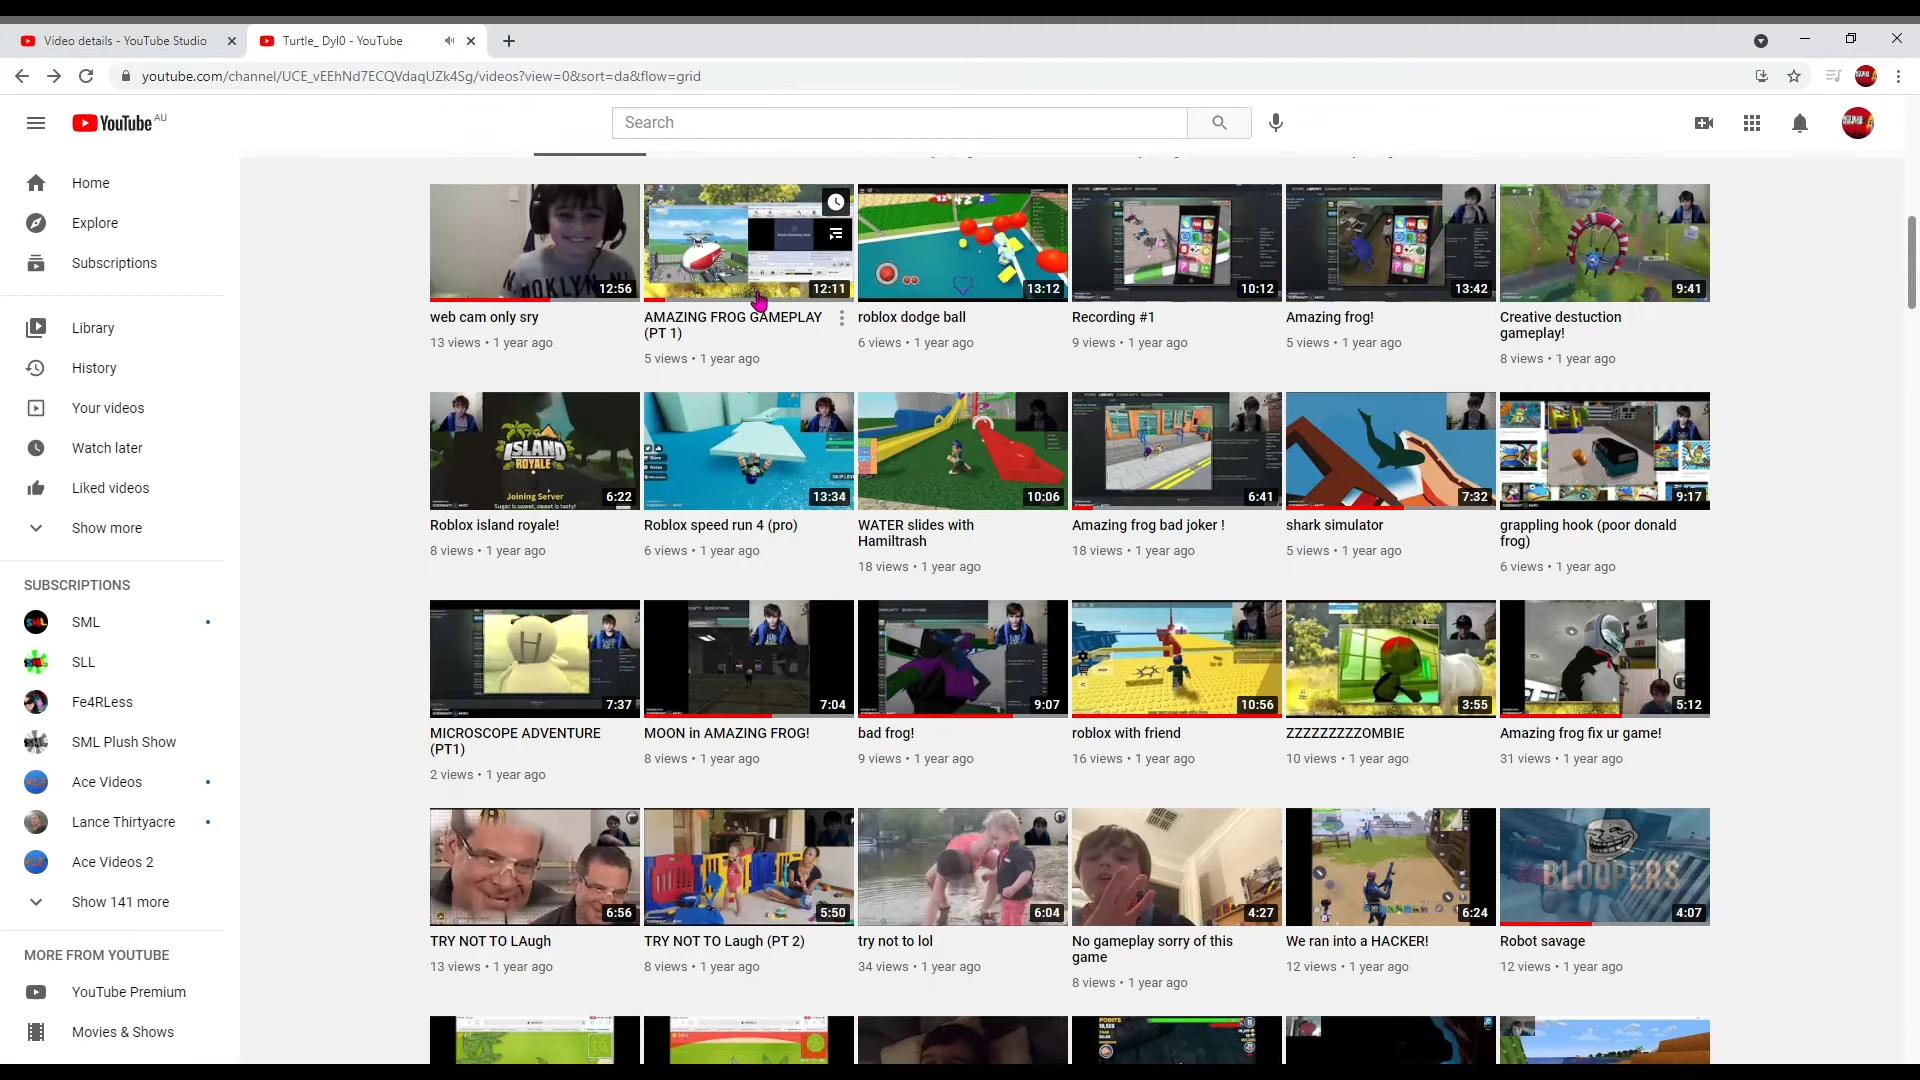 Video details - YouTube Studio
Turtle_ Dyl0 - YouTube
youtube.com/channel/UCE_vEEhNd7ECQVdaqUZk4Sg/videos?view=0&sort=da&flow=grid
YouTube AU
Search
Home
Explore
Subscriptions
Library
History
Your videos
Watch later
Liked videos
Show more
SUBSCRIPTIONS
SML
SLL
Fe4RLess
SML Plush Show
Ace Videos
Lance Thirtyacre
Ace Videos 2
Show 141 more
MORE FROM YOUTUBE
YouTube Premium
Movies & Shows
12:56
web cam only sry
13 views • 1 year ago
12:11
AMAZING FROG GAMEPLAY
(PT 1)
5 views • 1 year ago
13:12
roblox dodge ball
6 views • 1 year ago
10:12
Recording #1
9 views • 1 year ago
13:42
Amazing frog!
5 views • 1 year ago
9:41
Creative destuction
gameplay!
8 views • 1 year ago
ISLAND
ROYALE
Joining Server
Sugar is sweet, sweet is tasty!
6:22
Roblox island royale!
8 views • 1 year ago
13:34
Roblox speed run 4 (pro)
6 views • 1 year ago
10:06
WATER slides with
Hamiltrash
18 views • 1 year ago
6:41
Amazing frog bad joker !
18 views • 1 year ago
7:32
shark simulator
5 views • 1 year ago
9:17
grappling hook (poor donald
frog)
6 views • 1 year ago
7:37
MICROSCOPE ADVENTURE
(PT1)
2 views • 1 year ago
7:04
MOON in AMAZING FROG!
8 views • 1 year ago
9:07
bad frog!
9 views • 1 year ago
10:56
roblox with friend
16 views • 1 year ago
3:55
ZZZZZZZZZOMBIE
10 views • 1 year ago
5:12
Amazing frog fix ur game!
31 views • 1 year ago
6:56
TRY NOT TO LAugh
13 views • 1 year ago
5:50
TRY NOT TO Laugh (PT 2)
8 views • 1 year ago
6:04
try not to lol
34 views • 1 year ago
4:27
No gameplay sorry of this
game
8 views • 1 year ago
6:24
We ran into a HACKER!
12 views • 1 year ago
BLOOPERS
4:07
Robot savage
12 views • 1 year ago